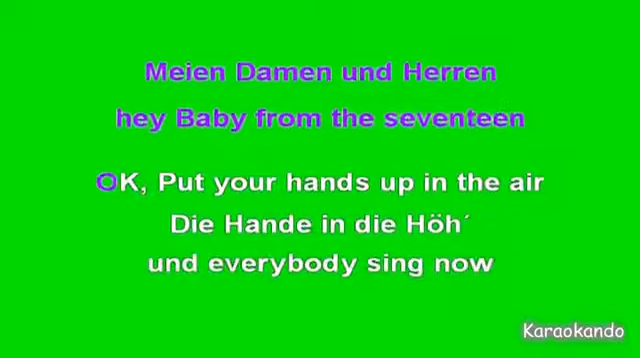 Meien Damen und Herren
hey Baby from the seventeen
OK, Put your hands up in the air
Die Hande in die Höh´
und everybody sing now
Karaokando